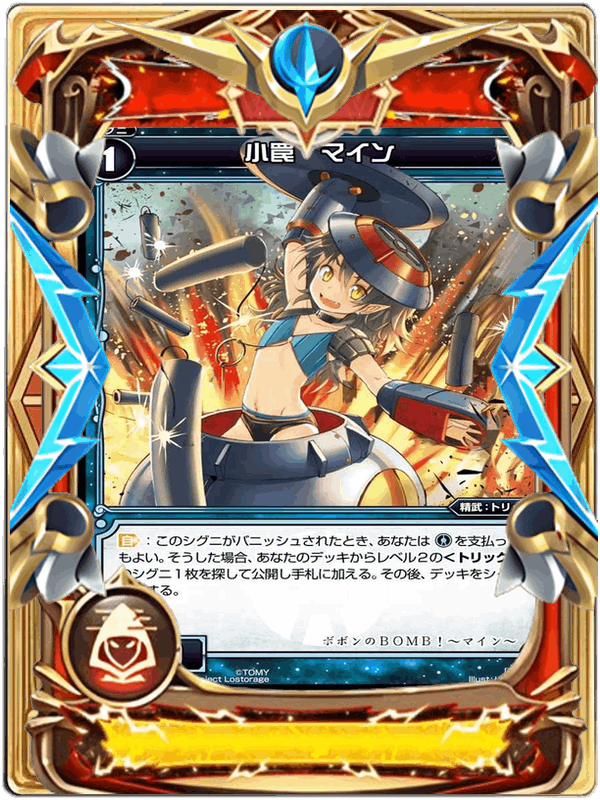 1
小罠 マイン
精武:トリ
自:このシグニがバニッシュされたとき、あなたは を支払っ
もよい。そうした場合、あなたのデッキからレベル2の<トリック
シグニ1枚を探して公開し手札に加える。その後、デッキをシ
する。
ボボンのBOMB!~マイン~
©TOMY
ject Lostorage
Illust: